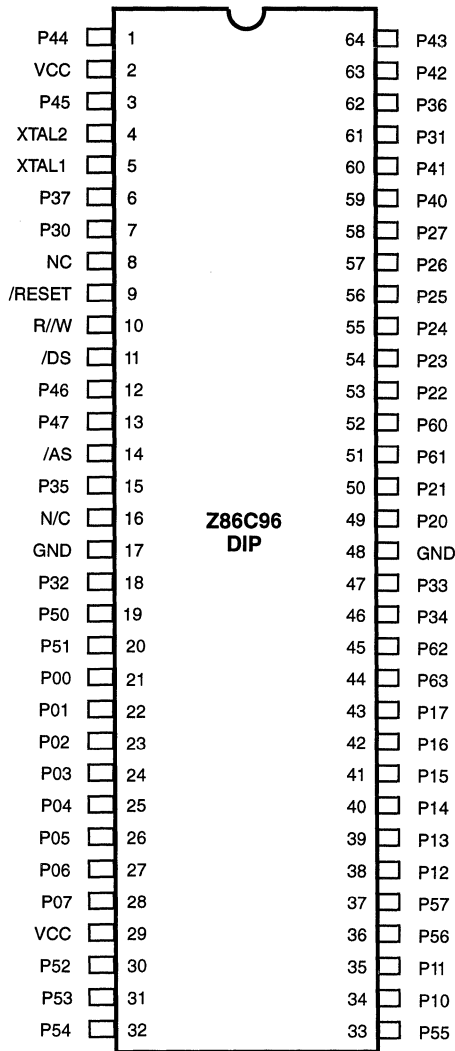 P44 1 64 P43
VCC 2 63 P42
P45 3 62 P36
XTAL2 4 61 P31
XTAL1 5 60 P41
P37 6 59 P40
P30 7 58 P27
NC 8 57 P26
/RESET 9 56 P25
R//W 10 55 P24
/DS 11 54 P23
P46 12 53 P22
P47 13 52 P60
/AS 14 51 P61
P35 15 50 P21
N/C 16 49 P20
Z86C96
DIP
GND 17 48 GND
P32 18 47 P33
P50 19 46 P34
P51 20 45 P62
P00 21 44 P63
P01 22 43 P17
P02 23 42 P16
P03 24 41 P15
P04 25 40 P14
P05 26 39 P13
P06 27 38 P12
P07 28 37 P57
VCC 29 36 P56
P52 30 35 P11
P53 31 34 P10
P54 32 33 P55